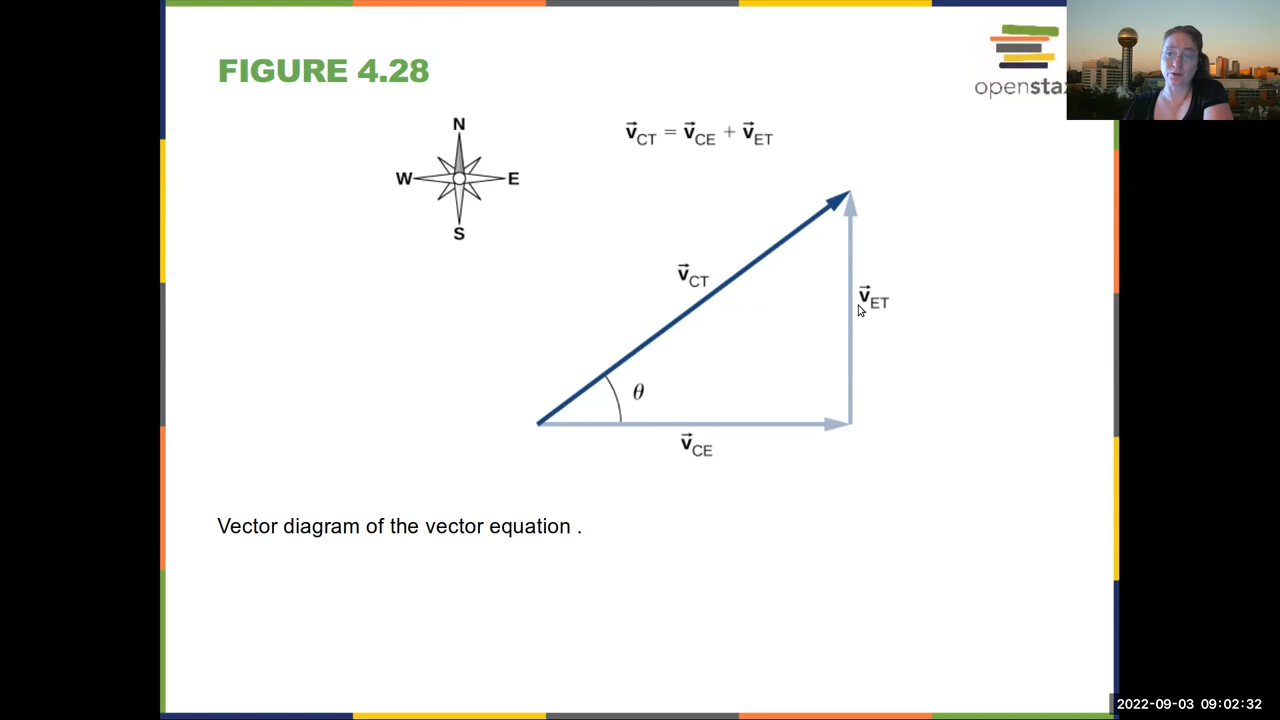 FIGURE 4.28
openstax
N
W E
S
v⃗CT = v⃗CE + v⃗ET
v⃗CT
v⃗ET
θ
v⃗CE
Vector diagram of the vector equation .
2022-09-03 09:02:32